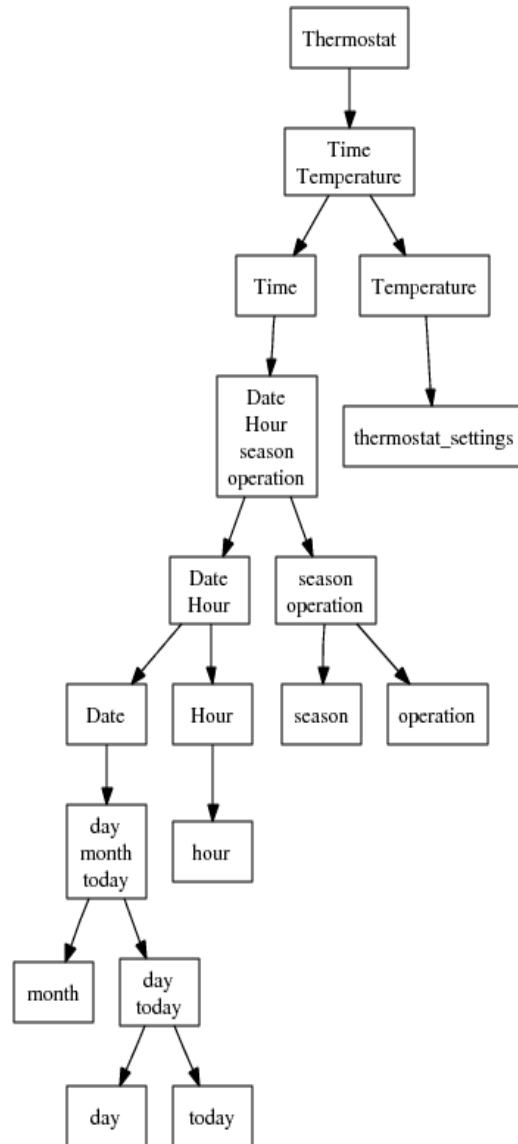 Thermostat
Time
Temperature
Time
Temperature
Date
Hour
season
operation
thermostat_settings
Date
Hour
season
operation
Date
Hour
season
operation
day
month
today
hour
month
day
today
day
today